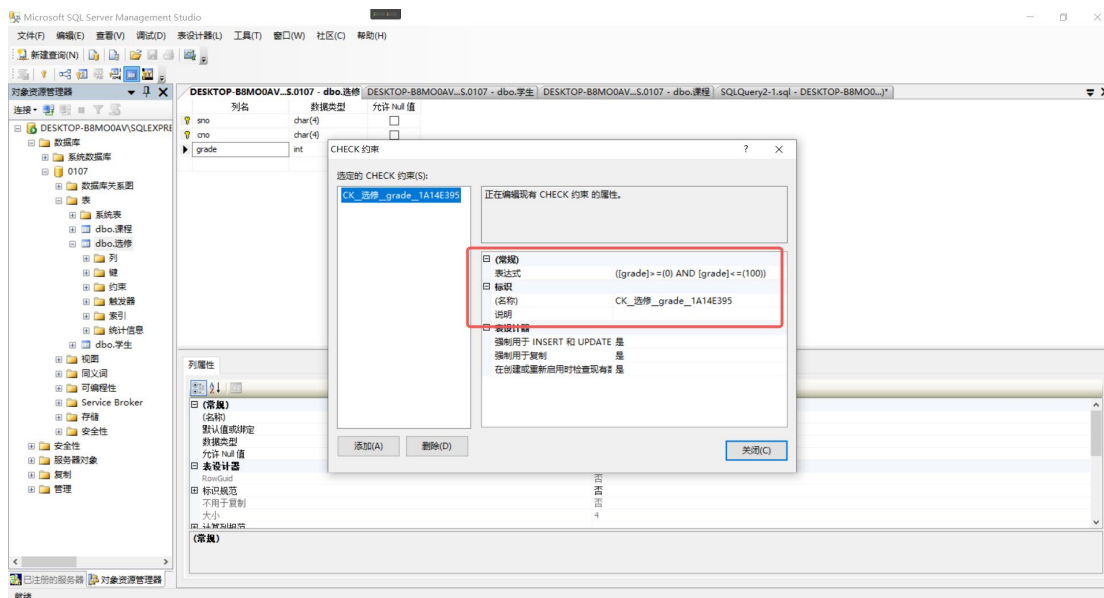 Microsoft SQL Server Management Studio
文件(F) 编辑(E) 查看(V) 调试(D) 表设计器(L) 工具(T) 窗口(W) 社区(C) 帮助(H)
新建查询(N)
对象资源管理器
连接
DESKTOP-B8MO0AV\SQLEXPRE
数据库
系统数据库
0107
数据库关系图
表
系统表
dbo.课程
dbo.选修
列
键
约束
触发器
索引
统计信息
dbo.学生
视图
同义词
可编程性
Service Broker
存储
安全性
安全性
服务器对象
复制
管理
已注册的服务器 对象资源管理器
就绪
DESKTOP-B8MO0AV...S.0107 - dbo.选修 DESKTOP-B8MO0AV...S.0107 - dbo.学生 DESKTOP-B8MO0AV...S.0107 - dbo.课程 SQLQuery2-1.sql - DESKTOP-B8MO0...)*
列名 数据类型 允许 Null 值
sno char(4)
cno char(4)
grade int
CHECK 约束 ?
选定的 CHECK 约束(S):
CK__选修__grade__1A14E395
正在编辑现有 CHECK 约束 的属性。
(常规)
表达式 ([grade]>=(0) AND [grade]<=(100))
标识
(名称) CK__选修__grade__1A14E395
说明
表设计器
强制用于 INSERT 和 UPDATE 是
强制用于复制 是
在创建或重新启用时检查现有 是
添加(A) 删除(D) 关闭(C)
列属性
(常规)
(名称)
默认值或绑定
数据类型
允许 Null 值
表设计器
RowGuid 否
标识规范 否
不用于复制 否
大小 4
计算列规范
(常规)